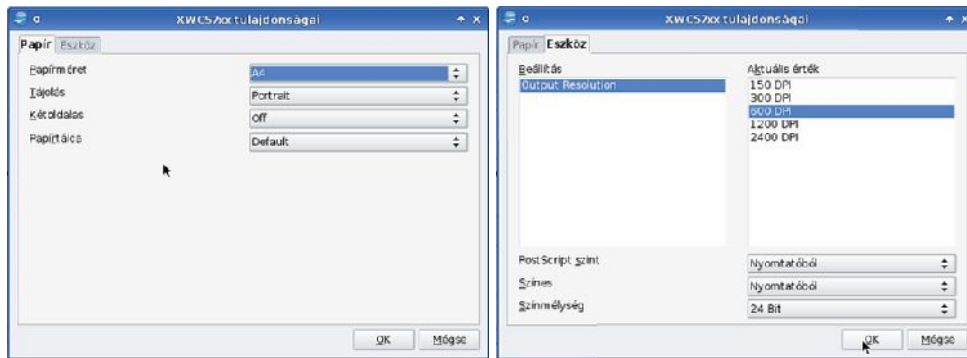 XWC57xx tulajdonságai
Papír Eszköz
Papírméret A4
Tájolás Portrait
Kétoldalas Off
Papírtálca Default
OK Mégse
XWC57xx tulajdonságai
Papír Eszköz
Beállítás Aktuális érték
Output Resolution 150 DPI
300 DPI
600 DPI
1200 DPI
2400 DPI
PostScript szint Nyomtatóból
Színes Nyomtatóból
Színmélység 24 Bit
OK Mégse